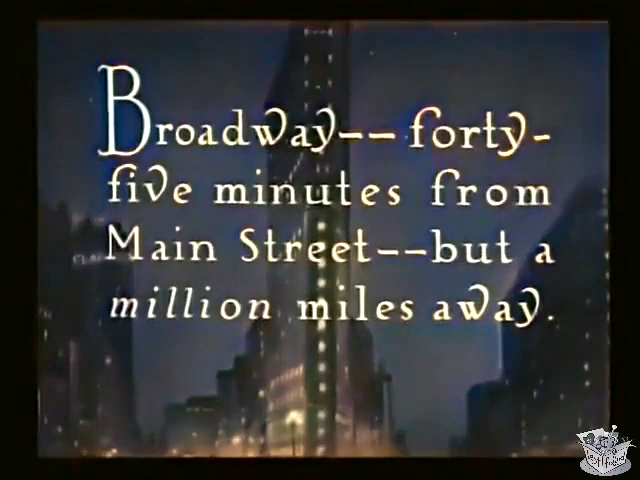 Broadway-- forty-
five minutes from
Main Street--but a
million miles away.